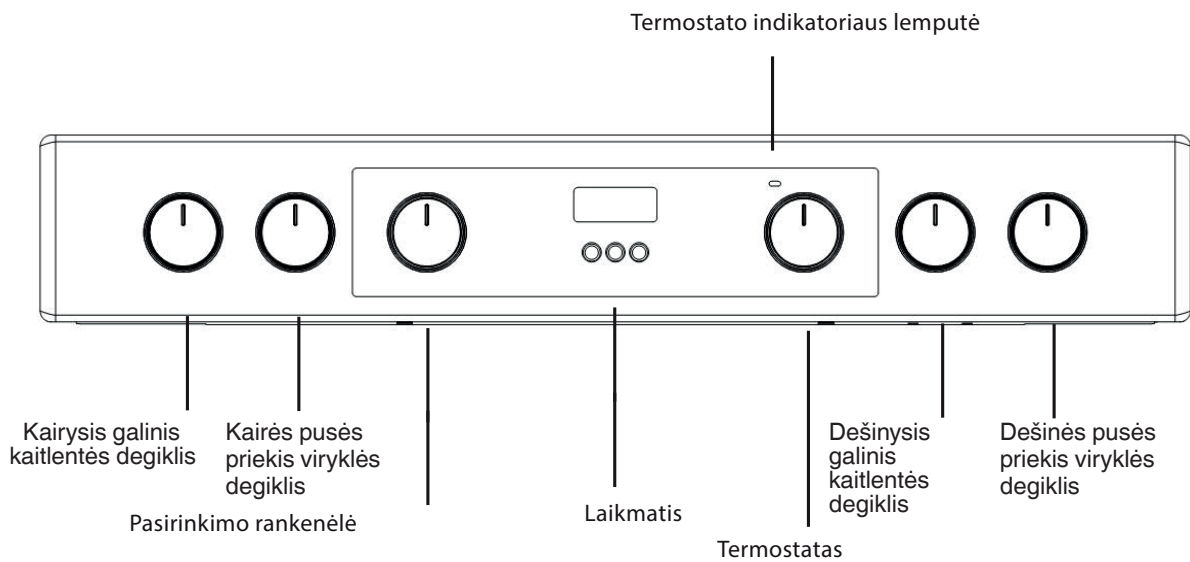 Termostato indikatoriaus lemputė
Kairysis galinis
kaitlentės degiklis
Kairės pusės
priekis viryklės
degiklis
Pasirinkimo rankenėlė
Laikmatis
Termostatas
Dešinysis
galinis
kaitlentės
degiklis
Dešinės pusės
priekis viryklės
degiklis